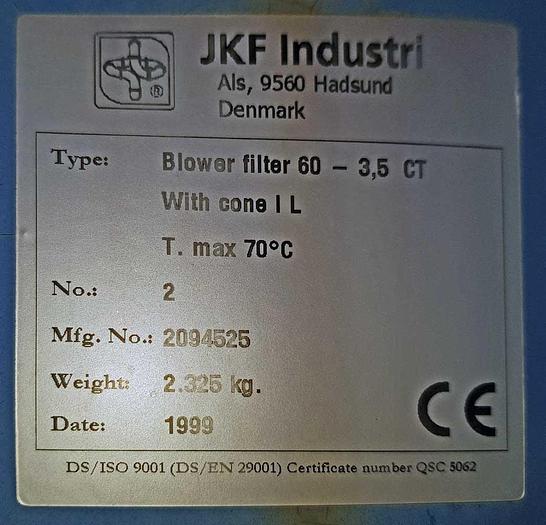 JKF Industri
Als, 9560 Hadsund
Denmark
®
Type: Blower filter 60 – 3,5 CT
With cone I L
T. max 70°C
No.: 2
Mfg. No.: 2094525
Weight: 2.325 kg.
Date: 1999
CE
DS/ISO 9001 (DS/EN 29001) Certificate number QSC 5062